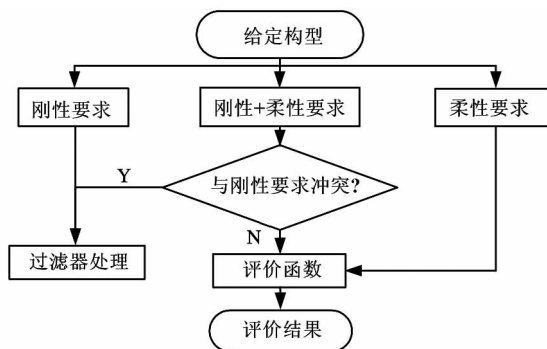 给定构型
刚性要求
刚性+柔性要求
柔性要求
与刚性要求冲突?
Y
N
过滤器处理
评价函数
评价结果